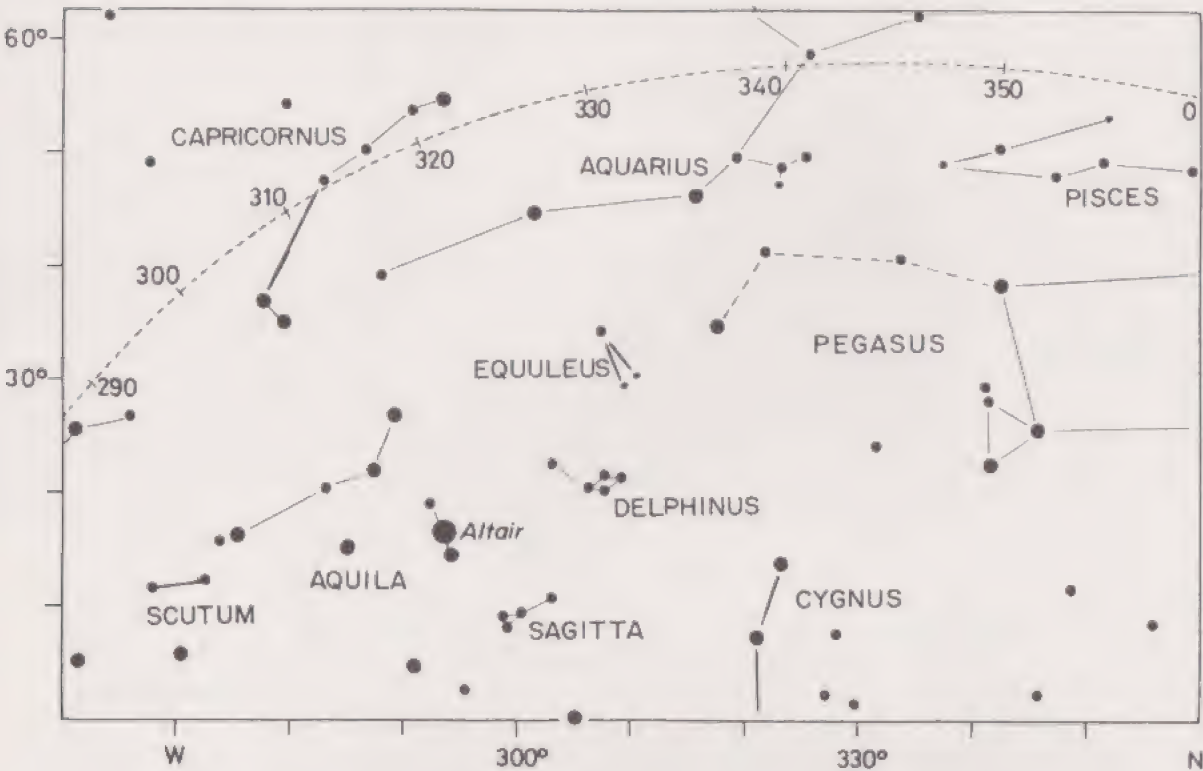 60°
340
350
330
0
CAPRICORNUS
320
AQUARIUS
PISCES
310
300
PEGASUS
EQUULEUS
30°
290
DELPHINUS
Altair
AQUILA
CYGNUS
SCUTUM
SAGITTA
W
300°
330°
N